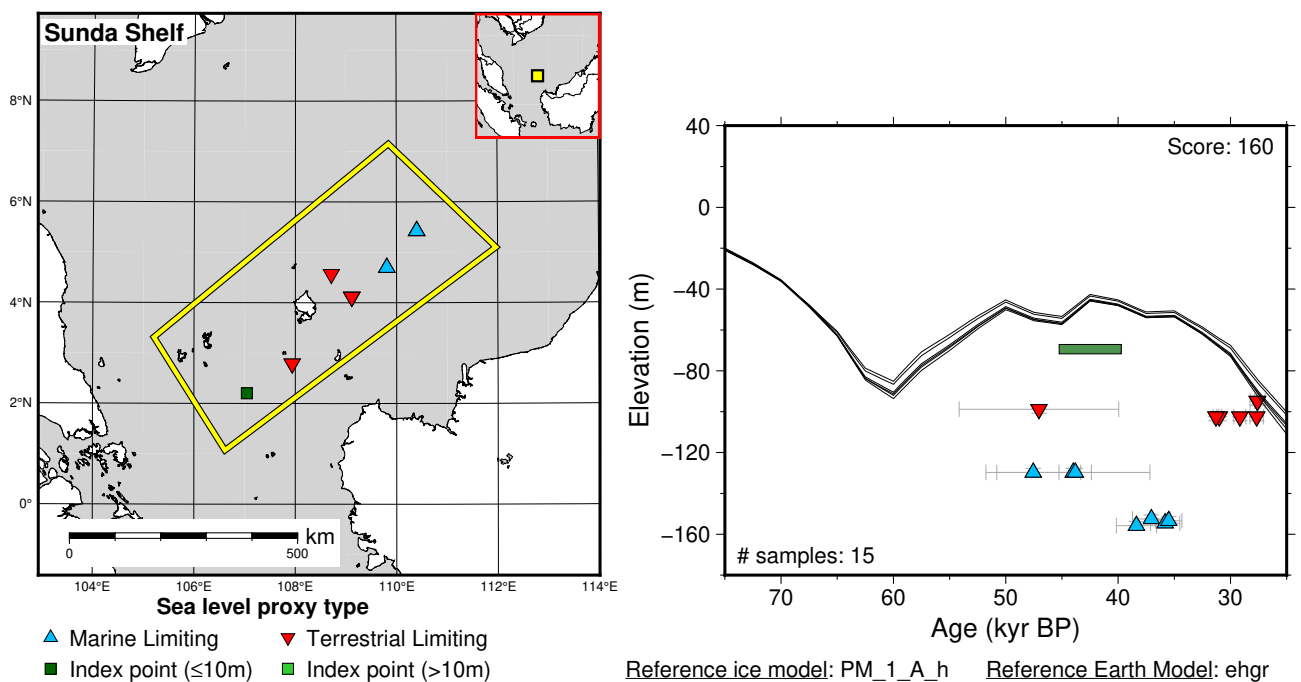 Sunda Shelf
8°N
6°N
4°N
2°N
0°
km
0
500
104°E
106°E
108°E
110°E
112°E
114°E
Sea level proxy type
Marine Limiting
Terrestrial Limiting
Index point (≤10m)
Index point (>10m)
Score: 160
40
0
−40
−80
−120
−160
Elevation (m)
# samples: 15
70
60
50
40
30
Age (kyr BP)
Reference ice model: PM_1_A_h
Reference Earth Model: ehgr